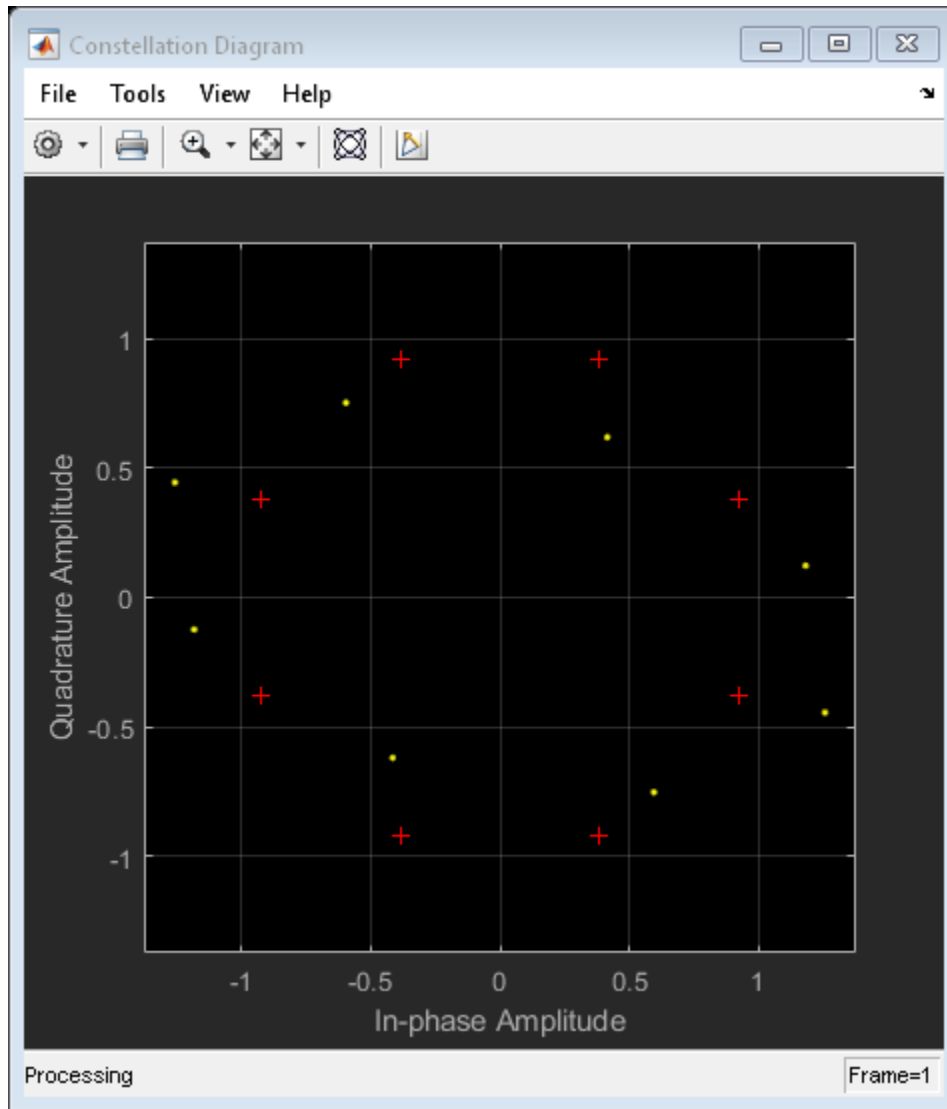 Constellation Diagram
File Tools View Help
1
0.5
0
-0.5
-1
Quadrature Amplitude
-1 -0.5 0 0.5 1
In-phase Amplitude
Processing Frame=1